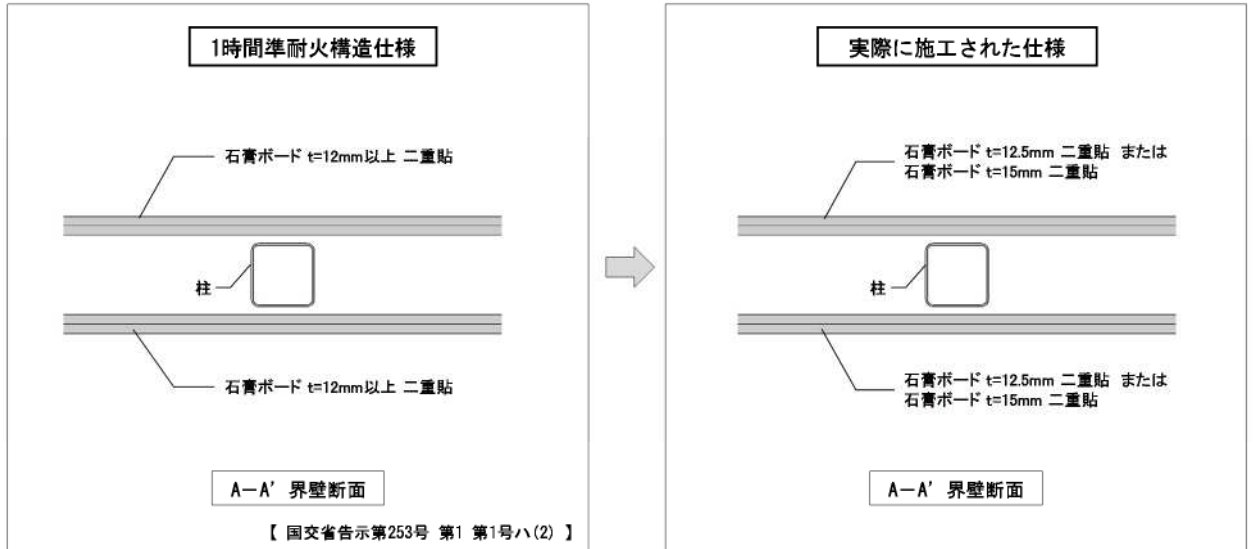 1時間準耐火構造仕様
石膏ボード t=12mm以上 二重貼
柱
石膏ボード t=12mm以上 二重貼
A-A' 界壁断面
【 国交省告示第253号 第1 第1号ハ(2) 】
実際に施工された仕様
石膏ボード t=12.5mm 二重貼 または
石膏ボード t=15mm 二重貼
柱
石膏ボード t=12.5mm 二重貼 または
石膏ボード t=15mm 二重貼
A-A' 界壁断面